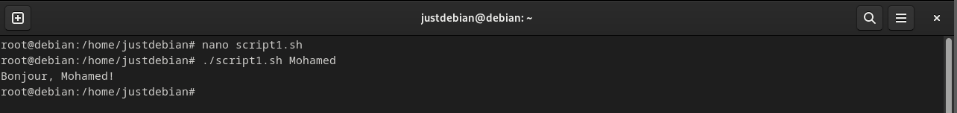 justdebian@debian: ~
root@debian:/home/justdebian# nano script1.sh
root@debian:/home/justdebian# ./script1.sh Mohamed
Bonjour, Mohamed!
root@debian:/home/justdebian#